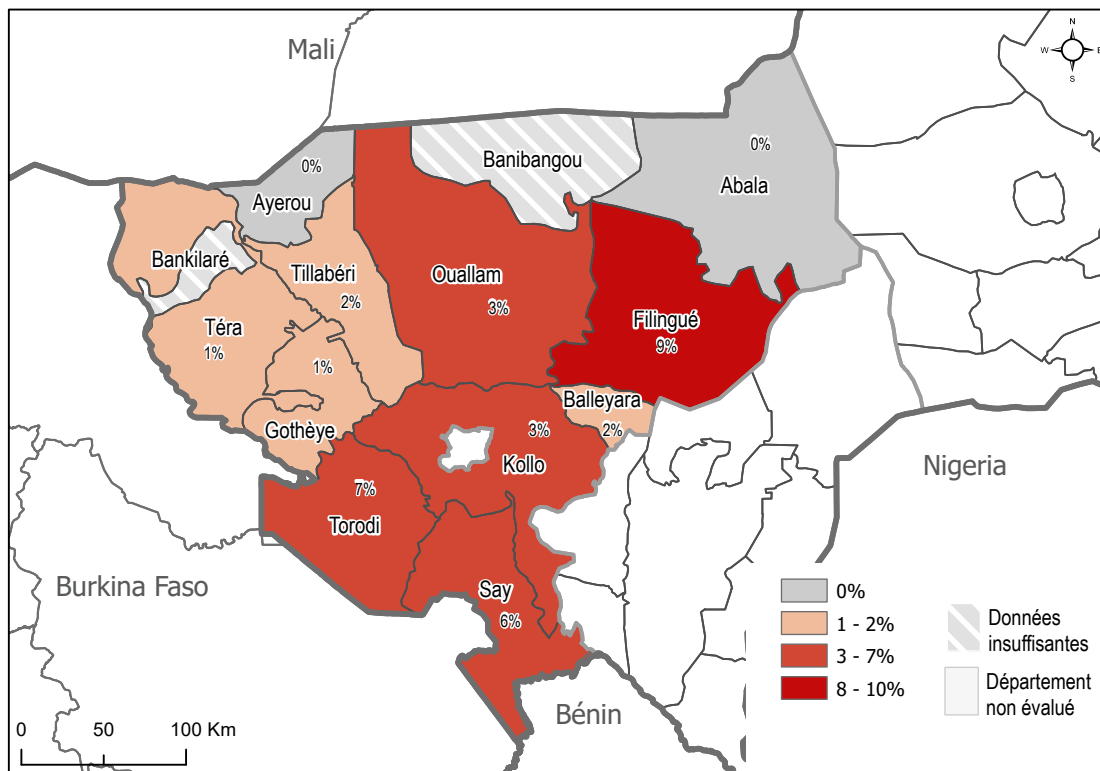 Mali
N
W E
S
0%
Banibangou
0%
Abala
Ayerou
Bankilaré
Tillabéri
2%
Ouallam
3%
Filingué
9%
Téra
1%
1%
Balleyara
2%
Gothèye
3%
Kollo
Nigeria
7%
Torodi
Say
6%
Burkina Faso
Bénin
0%
1 - 2%
3 - 7%
8 - 10%
Données
insuffisantes
Département
non évalué
0 50 100 Km